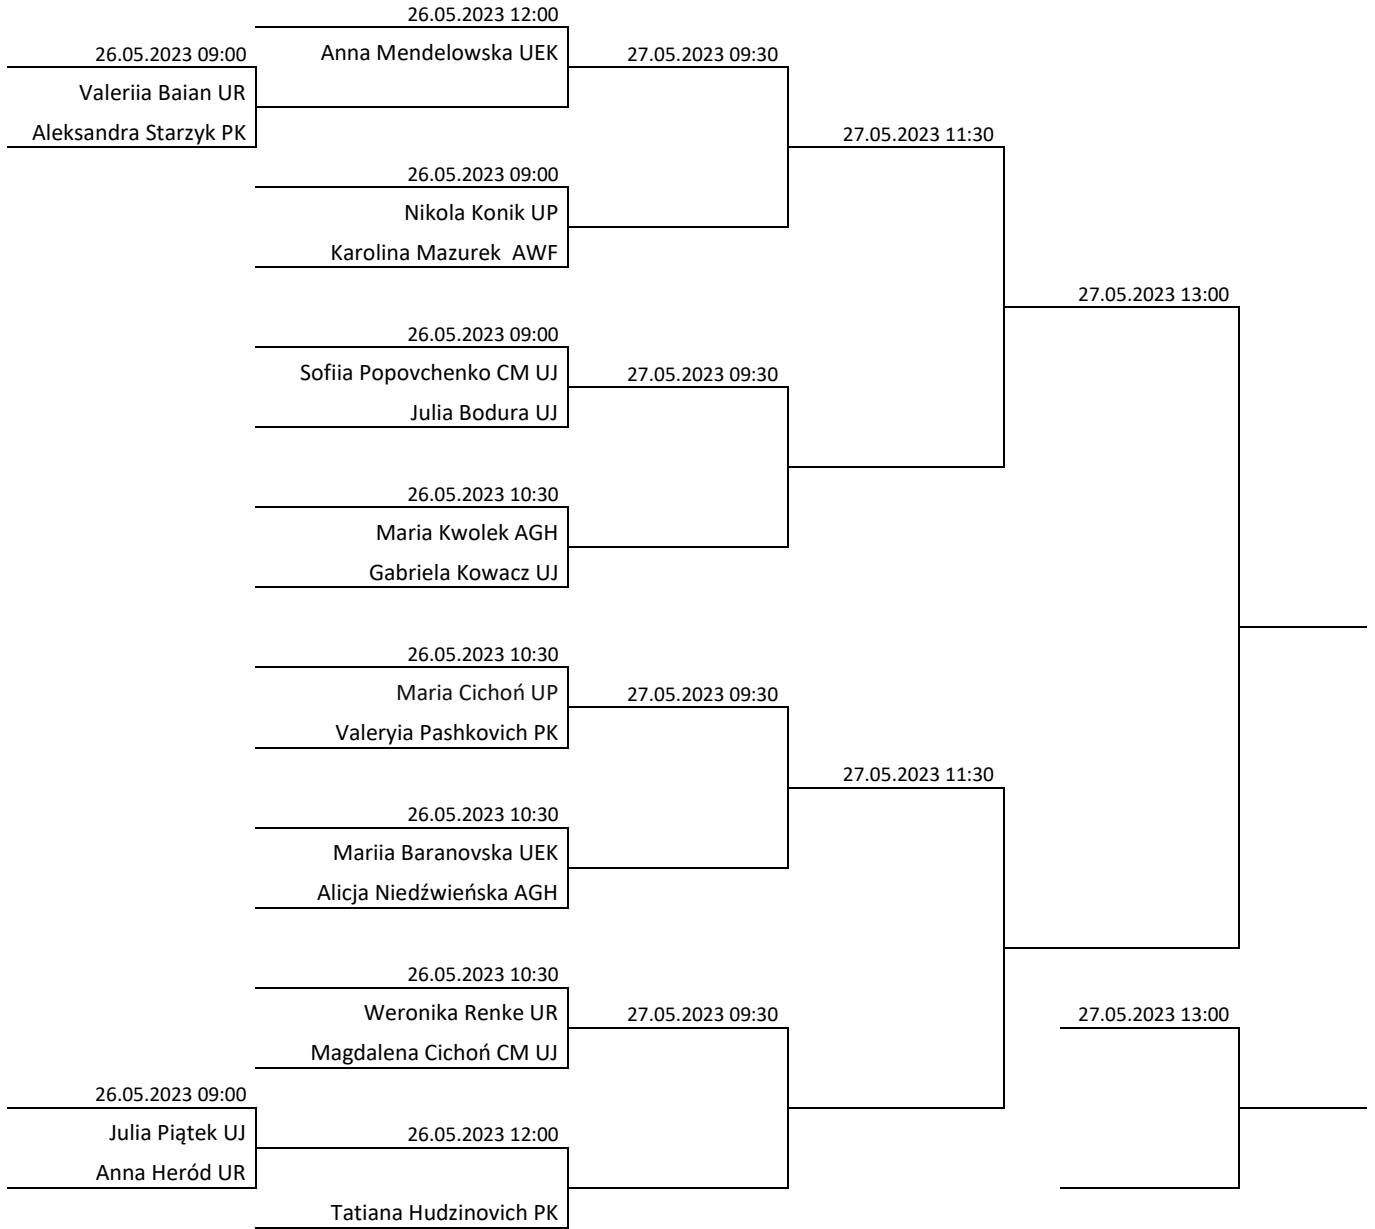 26.05.2023 12:00
26.05.2023 09:00
Anna Mendelowska UEK
27.05.2023 09:30
Valeriia Baian UR
Aleksandra Starzyk PK
27.05.2023 11:30
26.05.2023 09:00
Nikola Konik UP
Karolina Mazurek  AWF
27.05.2023 13:00
26.05.2023 09:00
Sofiia Popovchenko CM UJ
27.05.2023 09:30
Julia Bodura UJ
26.05.2023 10:30
Maria Kwolek AGH
Gabriela Kowacz UJ
26.05.2023 10:30
Maria Cichoń UP
27.05.2023 09:30
Valeryia Pashkovich PK
27.05.2023 11:30
26.05.2023 10:30
Mariia Baranovska UEK
Alicja Niedźwieńska AGH
26.05.2023 10:30
Weronika Renke UR
27.05.2023 09:30
27.05.2023 13:00
Magdalena Cichoń CM UJ
26.05.2023 09:00
Julia Piątek UJ
26.05.2023 12:00
Anna Heród UR
Tatiana Hudzinovich PK